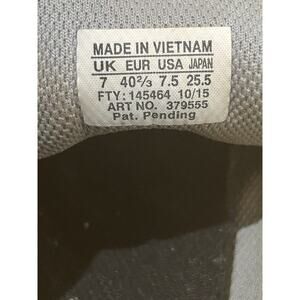 MADE IN VIETNAM
UK EUR USA JAPAN
7 40⅔ 7.5 25.5
FTY: 145464 10/15
ART NO. 379555
Pat. Pending